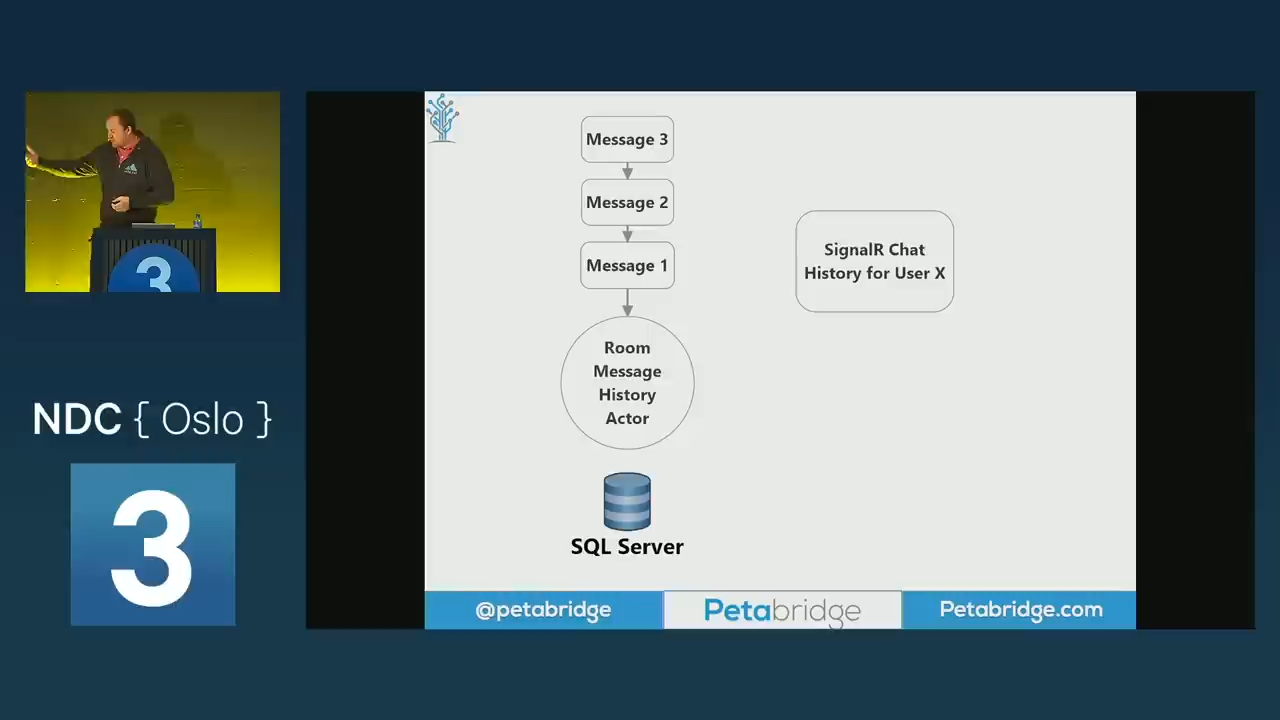 3
NDC { Oslo }
3
Message 3
Message 2
Message 1
Room
Message
History
Actor
SQL Server
SignalR Chat
History for User X
@petabridge
Petabridge
Petabridge.com